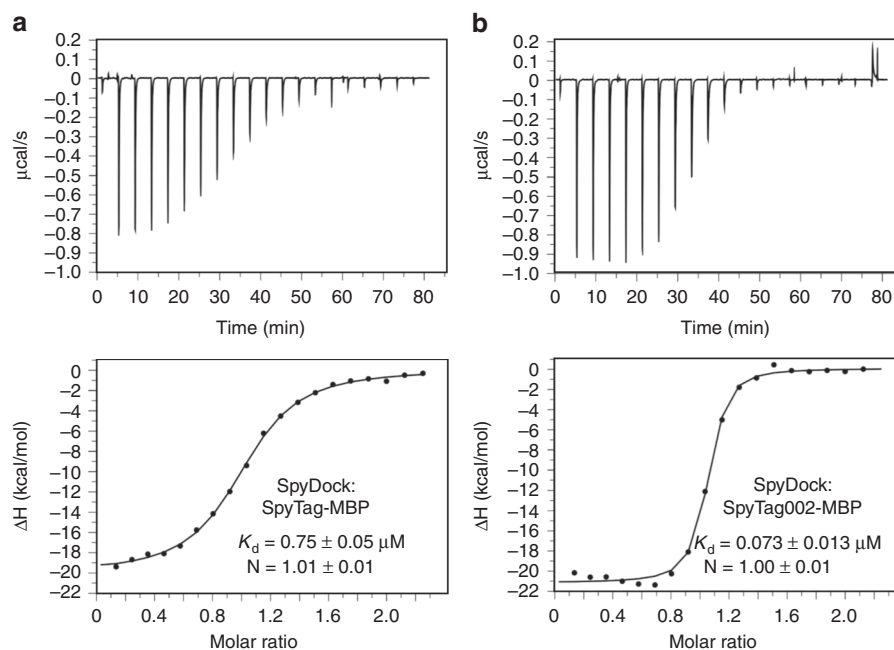 a
0.2
0.1
0
–0.1
–0.2
–0.3
–0.4
–0.5
–0.6
–0.7
–0.8
–0.9
–1.0
μcal/s
0 10 20 30 40 50 60 70 80
Time (min)
0
–2
–4
–6
–8
–10
–12
–14
–16
–18
–20
–22
ΔH (kcal/mol)
SpyDock:
SpyTag-MBP
Kd = 0.75 ± 0.05 μM
N = 1.01 ± 0.01
0 0.4 0.8 1.2 1.6 2.0
Molar ratio
b
0.2
0.1
0
–0.1
–0.2
–0.3
–0.4
–0.5
–0.6
–0.7
–0.8
–0.9
–1.0
μcal/s
0 10 20 30 40 50 60 70 80
Time (min)
0
–2
–4
–6
–8
–10
–12
–14
–16
–18
–20
–22
ΔH (kcal/mol)
SpyDock:
SpyTag002-MBP
Kd = 0.073 ± 0.013 μM
N = 1.00 ± 0.01
0 0.4 0.8 1.2 1.6 2.0
Molar ratio